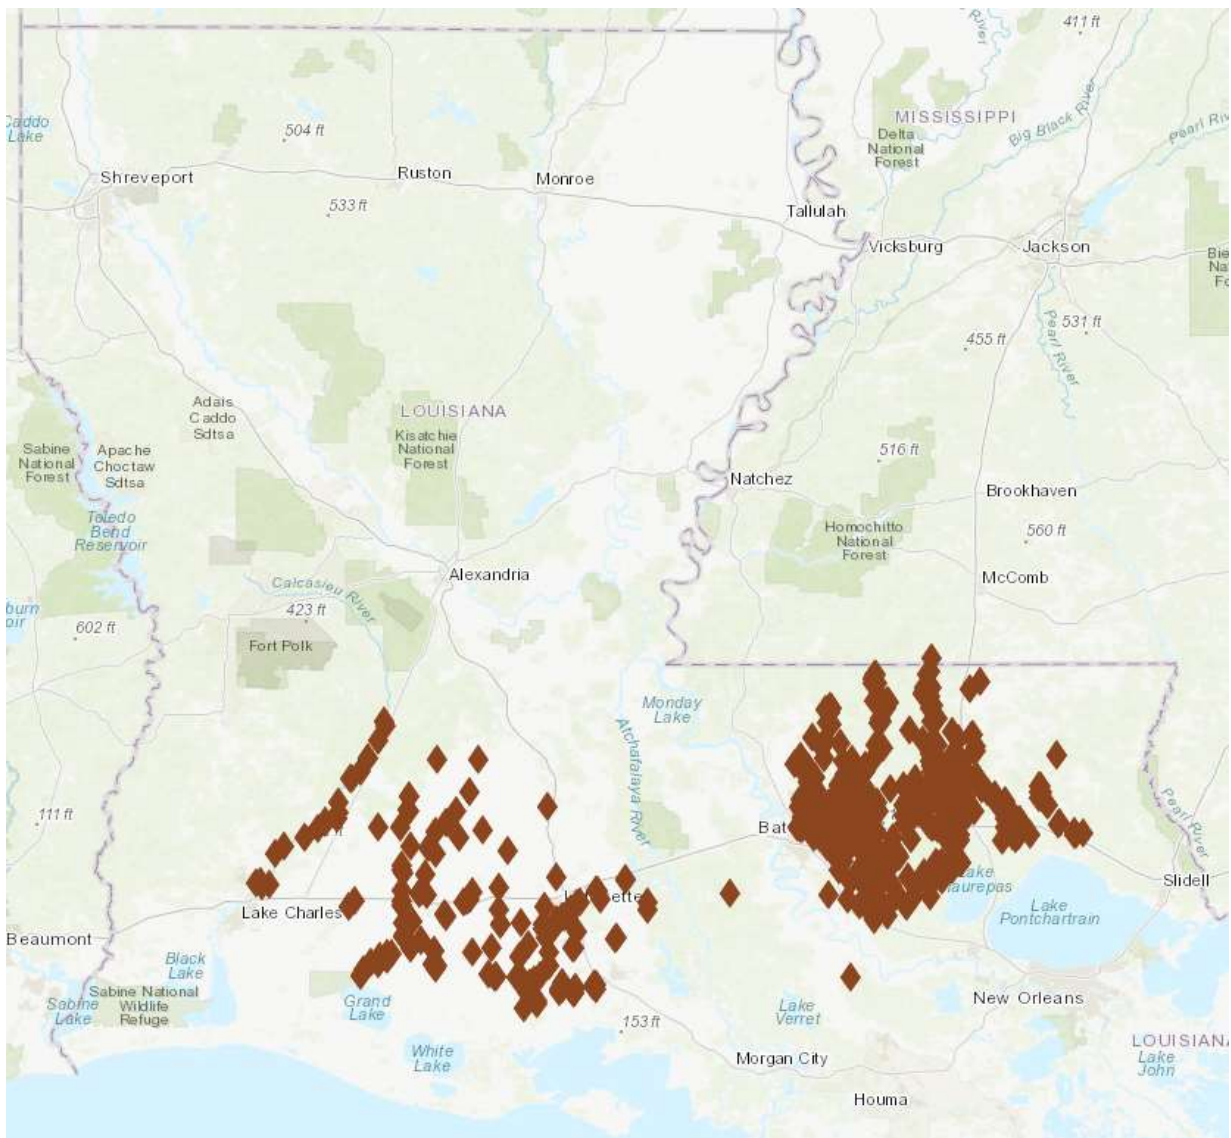 River
411 ft
MISSISSIPPI
Big Black River
Caddo
Lake
504 ft
Delta
National
Forest
Shreveport
Ruston
Monroe
533 ft
Tallulah
Vicksburg
Jackson
531 ft
455 ft
Pearl River
Adais
Caddo
Sdtsa
LOUISIANA
Kisatchie
National
Forest
Sabine
National
Forest
Apache
Choctaw
Sdtsa
516 ft
Natchez
Brookhaven
Toledo
Bend
Reservoir
Homochitto
National
Forest
560 ft
Alexandria
McComb
Calcasieu River
423 ft
602 ft
Fort Polk
Monday
Lake
Atchafalaya River
Pearl River
111 ft
Bat
Slidell
Lake Charles
Lake
Pontchartrain
Beaumont
Black
Lake
Sabine National
Wildlife
Refuge
Sabine
Lake
Grand
Lake
New Orleans
Lake
Verret
153 ft
White
Lake
Morgan City
LOUISIANA
Lake
John
Houma